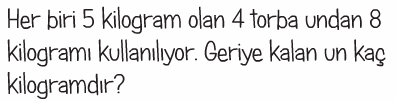 Her biri 5 kilogram olan 4 torba undan 8
kilogramı kullanılıyor. Geriye kalan un kaç
kilogramdır?